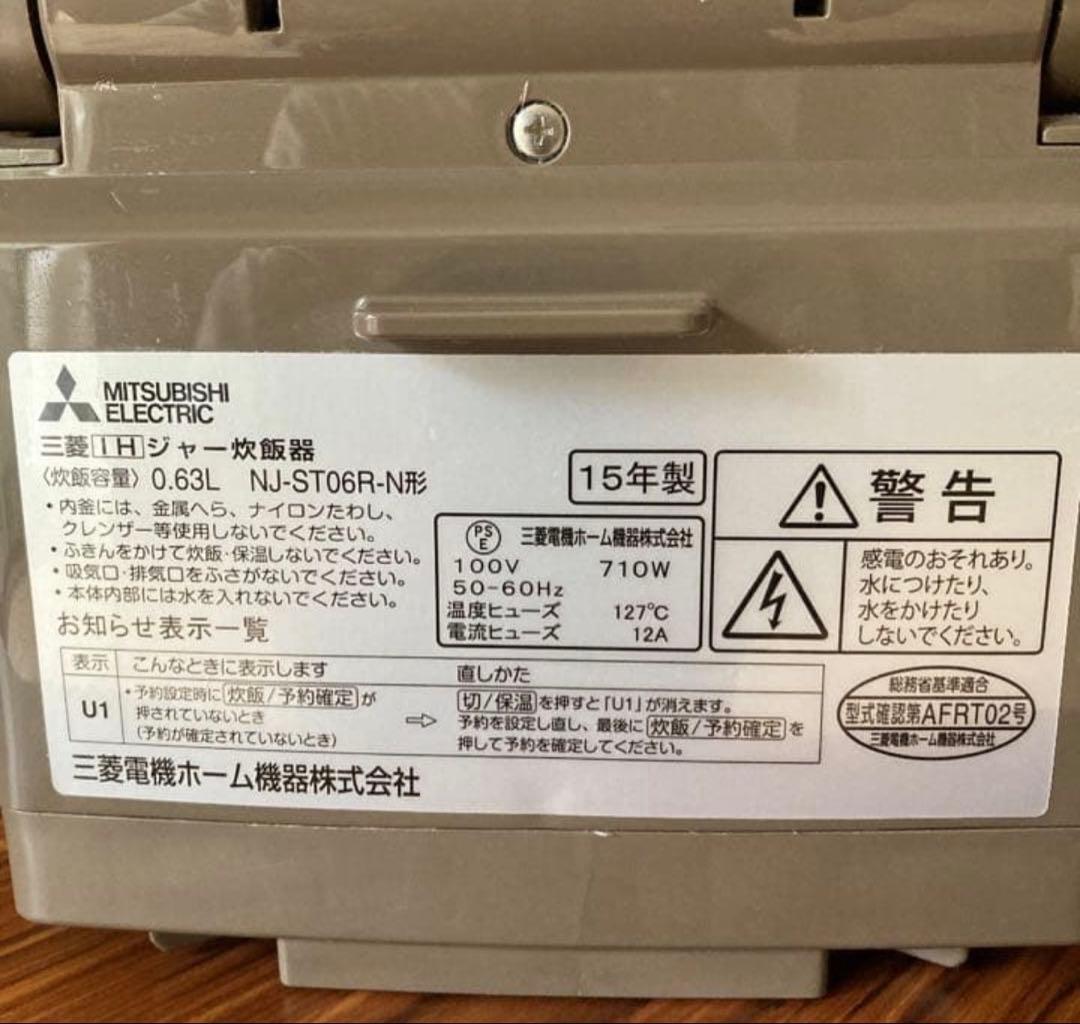 MITSUBISHI
ELECTRIC
三菱IHジャー炊飯器
〈炊飯容量〉 0.63L NJ-ST06R-N形
・内釜には、金属へら、ナイロンたわし、
クレンザー等使用しないでください。
・ふきんをかけて炊飯・保温しないでください。
・吸気口・排気口をふさがないでください。
・本体内部には水を入れないでください。
15年製
PS
E
三菱電機ホーム機器株式会社
100V 710W
50-60Hz
温度ヒューズ 127℃
電流ヒューズ 12A
警告
感電のおそれあり。
水につけたり、
水をかけたり
しないでください。
お知らせ表示一覧
表示 こんなときに表示します 直しかた
U1
・予約設定時に 炊飯/予約確定 が
押されていないとき
(予約が確定されていないとき)
⇨
切/保温 を押すと「U1」が消えます。
予約を設定し直し、最後に 炊飯/予約確定 を
押して予約を確定してください。
総務省基準適合
型式確認第AFRT02号
三菱電機ホーム機器株式会社
三菱電機ホーム機器株式会社